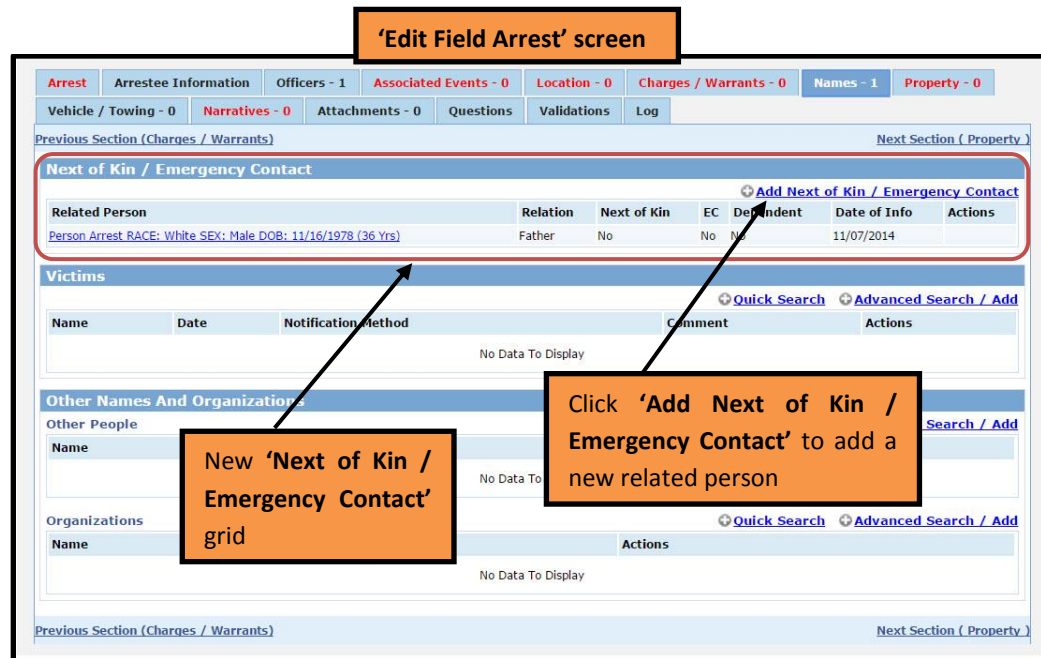 ‘Edit Field Arrest’ screen
Arrest Arrestee Information Officers - 1 Associated Events - 0 Location - 0 Charges / Warrants - 0 Names - 1 Property - 0
Vehicle / Towing - 0 Narratives - 0 Attachments - 0 Questions Validations Log
Previous Section (Charges / Warrants) Next Section ( Property )
Next of Kin / Emergency Contact
Add Next of Kin / Emergency Contact
Related Person Relation Next of Kin EC Dependent Date of Info Actions
Person Arrest RACE: White SEX: Male DOB: 11/16/1978 (36 Yrs) Father No No No 11/07/2014
Victims
Quick Search Advanced Search / Add
Name Date Notification Method Comment Actions
No Data To Display
Other Names And Organizations
Other People Search / Add
Name
No Data To
Click ‘Add Next of Kin /
Emergency Contact’ to add a
new related person
New ‘Next of Kin /
Emergency Contact’
grid
Organizations Quick Search Advanced Search / Add
Name Actions
No Data To Display
Previous Section (Charges / Warrants) Next Section ( Property )